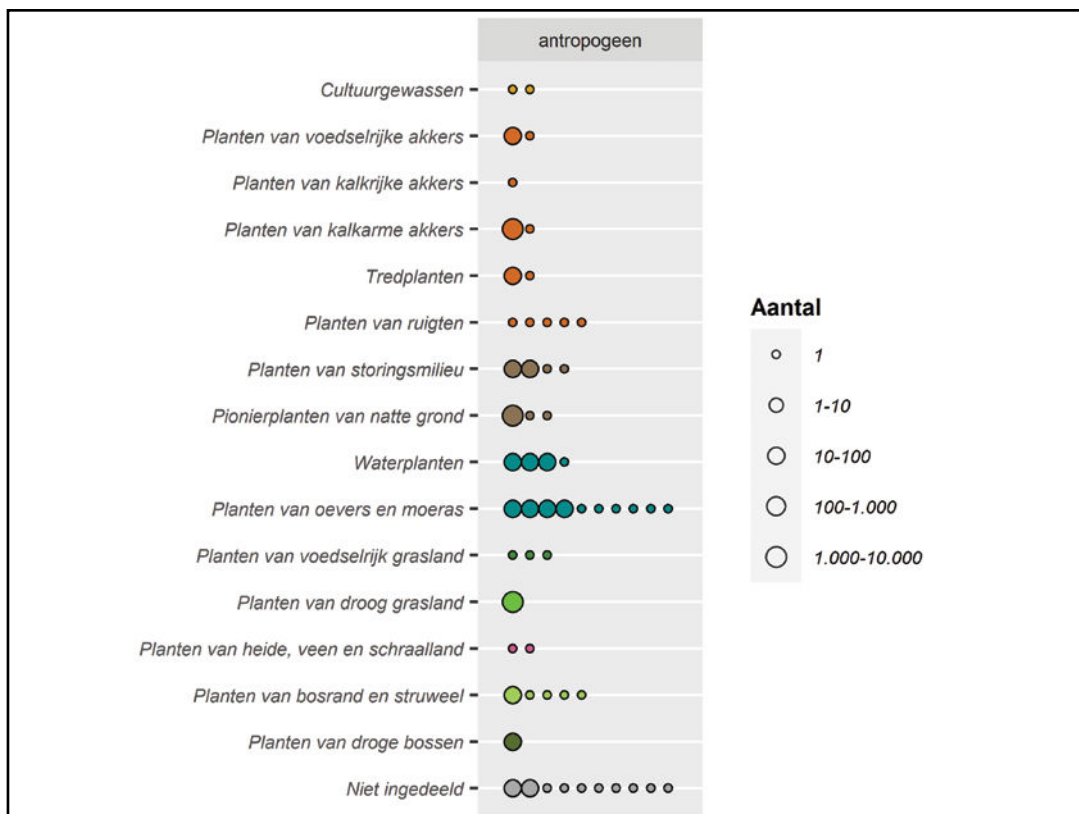 antropogeen
Cultuurgewassen
Planten van voedselrijke akkers
Planten van kalkrijke akkers
Planten van kalkarme akkers
Tredplanten
Planten van ruigten
Planten van storingsmilieu
Pionierplanten van natte grond
Waterplanten
Planten van oevers en moeras
Planten van voedselrijk grasland
Planten van droog grasland
Planten van heide, veen en schraalland
Planten van bosrand en struweel
Planten van droge bossen
Niet ingedeeld
Aantal
1
1-10
10-100
100-1.000
1.000-10.000